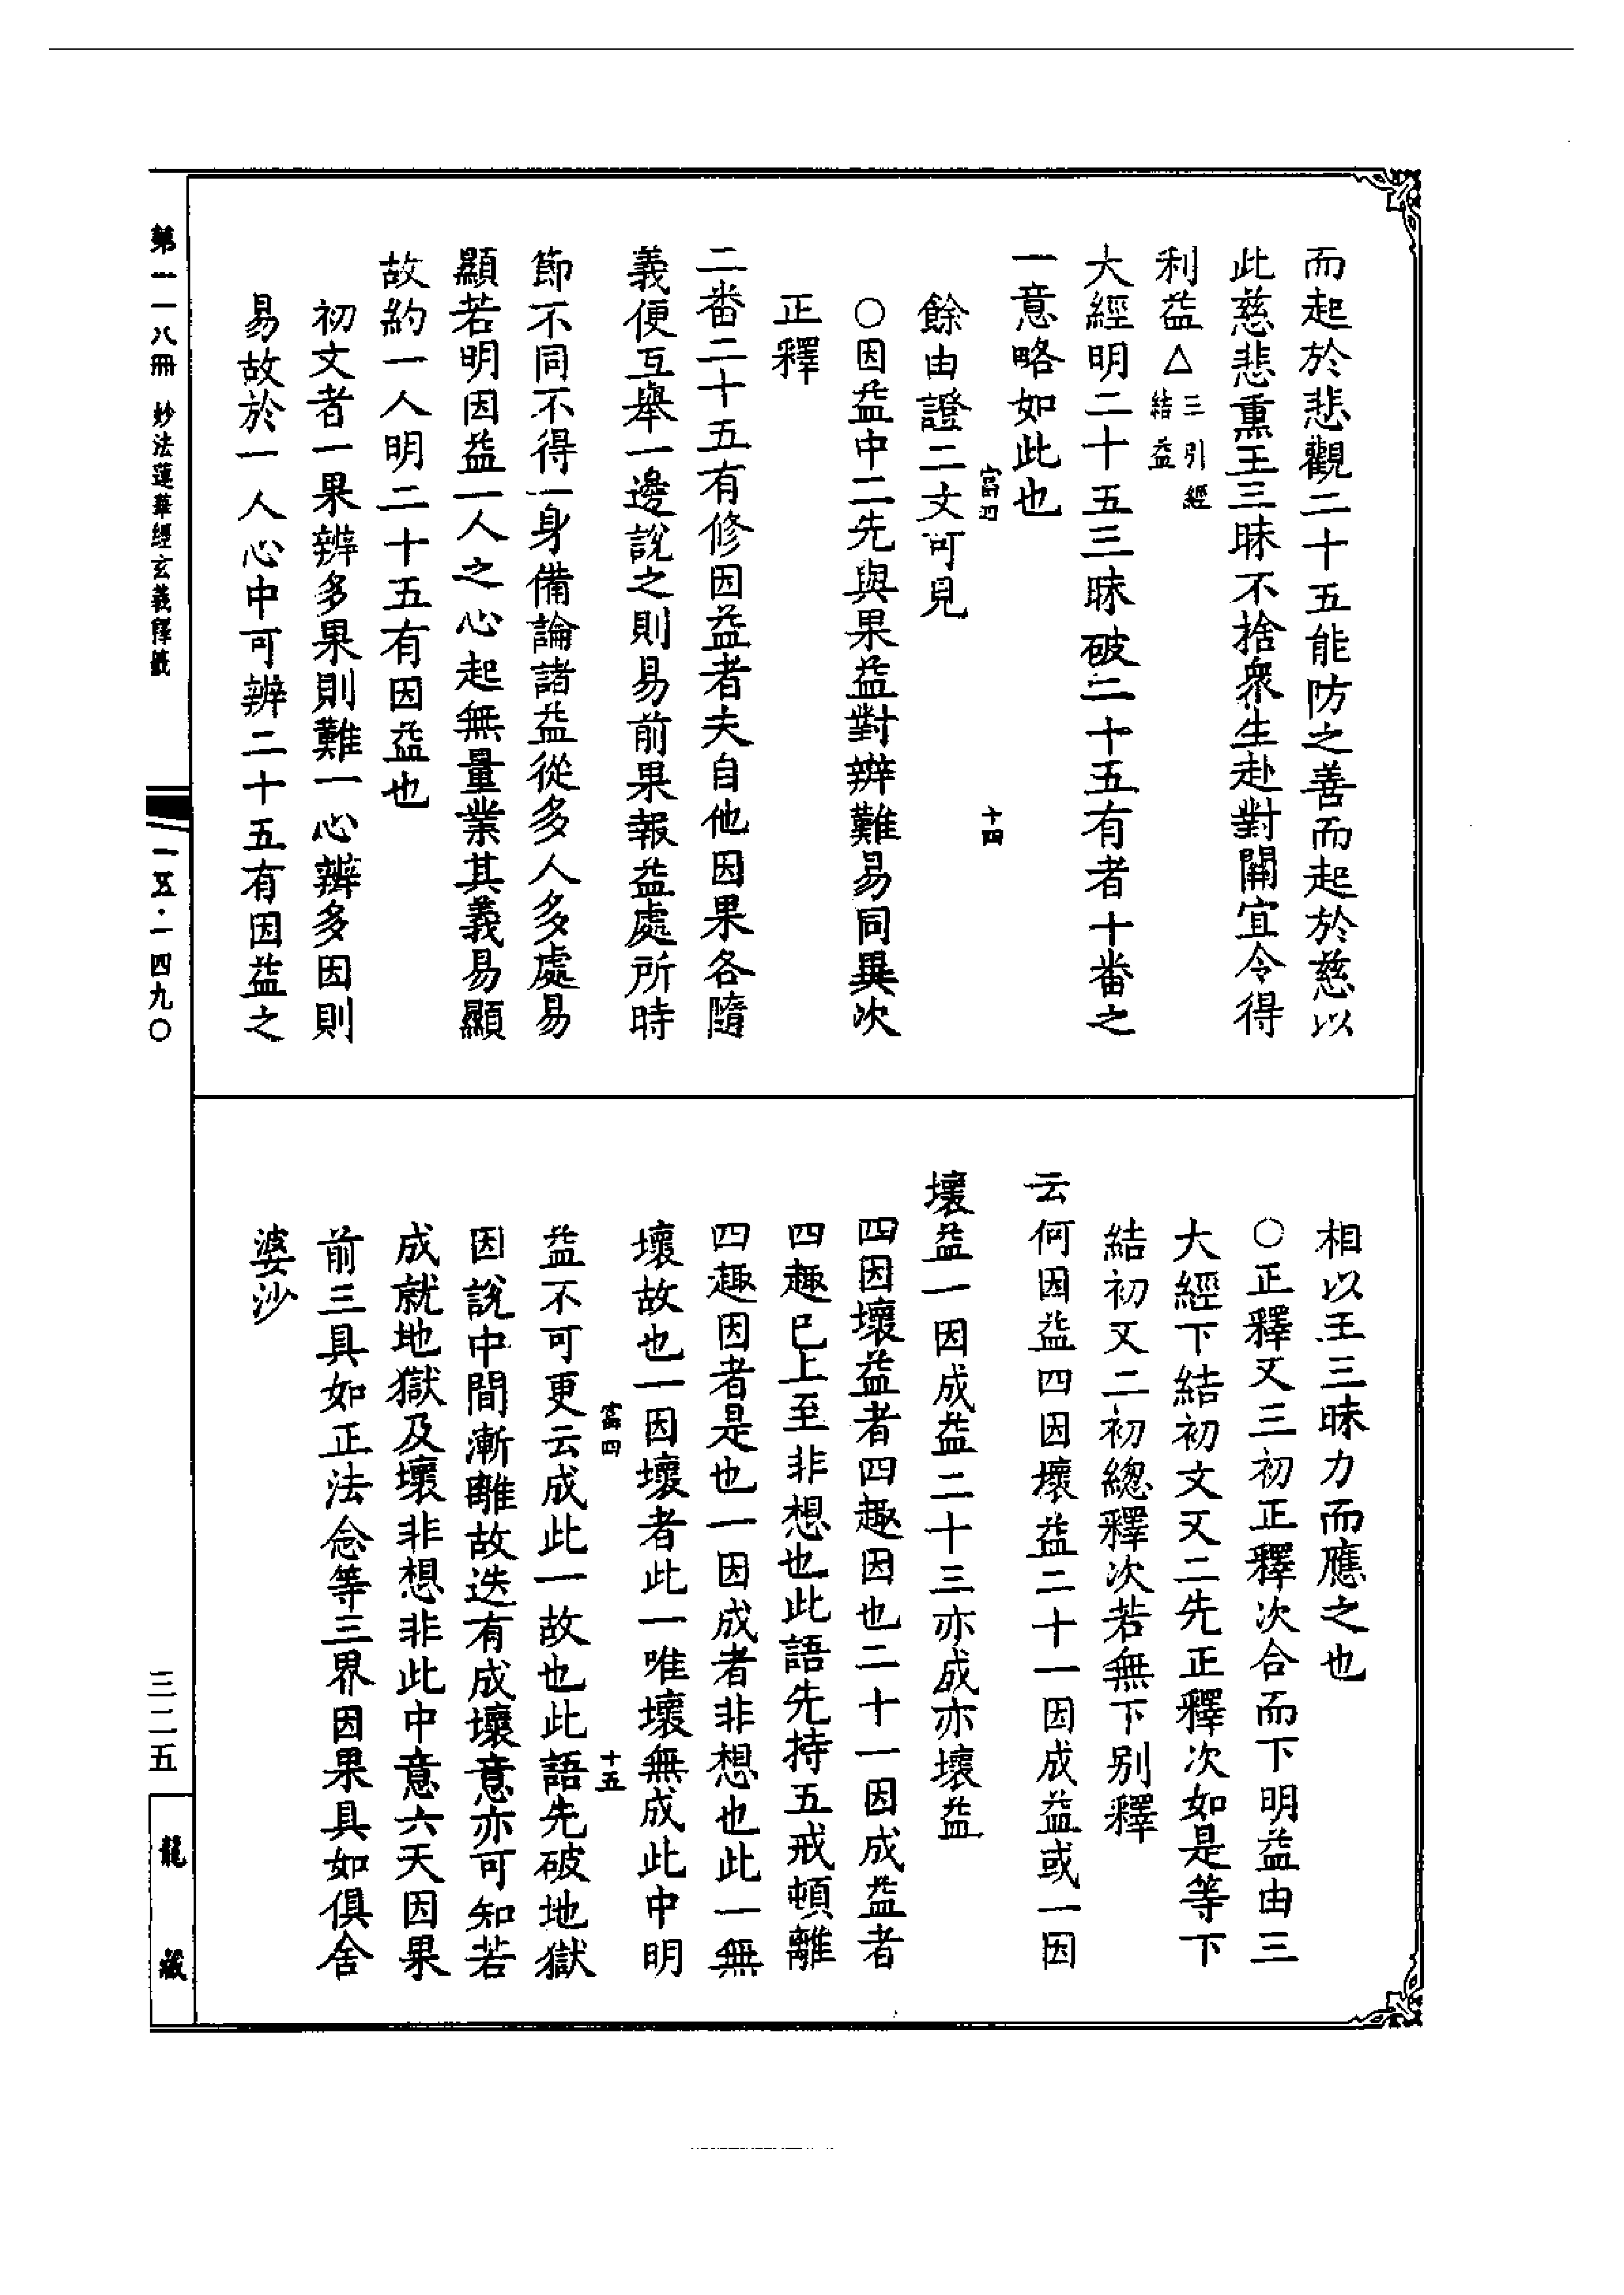 而起於悲觀二十五能防之善而起於慈以
此慈悲熏王三昧不捨衆生赴對關宜令得
利益△三引經結益
大經明二十五三昧破二十五有者十番之
一意略如此也
富四
十四
餘由證二文可見
○因益中二先與果益對辨難易同異次
正釋
二番二十五有修因益者夫自他因果各隨
義便互舉一邊說之則易前果報益處所時
節不同不得一身備論諸益從多人多處易
顯若明因益一人之心起無量業其義易顯
故約一人明二十五有因益也
初文者一果辨多果則難一心辨多因則
易故於一人心中可辨二十五有因益之
相以王三昧力而應之也
○正釋又三初正釋次合而下明益由三
大經下結初文又二先正釋次如是等下
結初又二初總釋次若無下別釋
云何因益四因壞益二十一因成益或一因
壞益一因成益二十三亦成亦壞益
四因壞益者四趣因也二十一因成益者
四趣已上至非想也此語先持五戒頓離
四趣因者是也一因成者非想也此一無
壞故也一因壞者此一唯壞無成此中明
富四
十五
益不可更云成此一故也此語先破地獄
因說中間漸離故迭有成壞意亦可知若
成就地獄及壞非想非此中意六天因果
前三具如正法念等三界因果具如俱舍
婆沙
第一一八冊 妙法蓮華經玄義釋籤
一五·一四九〇
三二五
龍藏